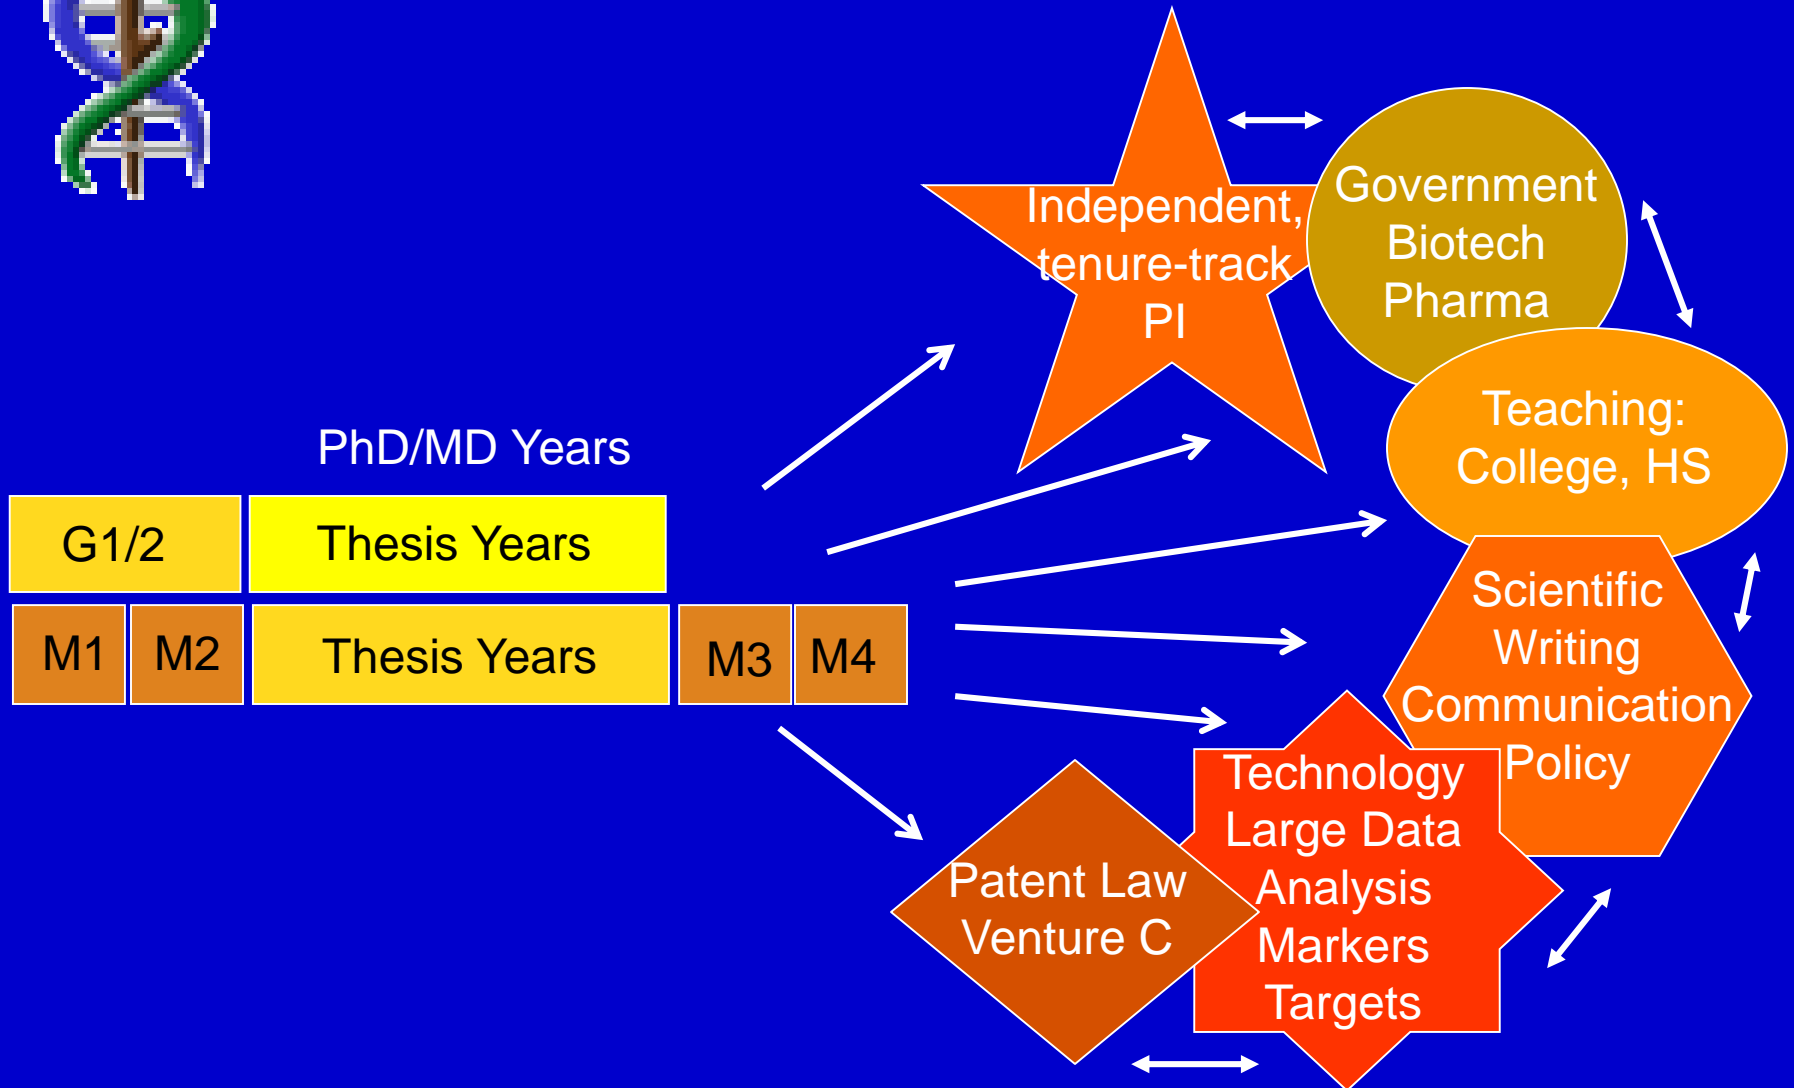 PhD/MD Years
G1/2
Thesis Years
M1
M2
Thesis Years
M3
M4
Independent,
tenure-track
PI
Government
Biotech
Pharma
Teaching:
College, HS
Scientific
Writing
Communication
Policy
Technology
Large Data
Analysis
Markers
Targets
Patent Law
Venture C